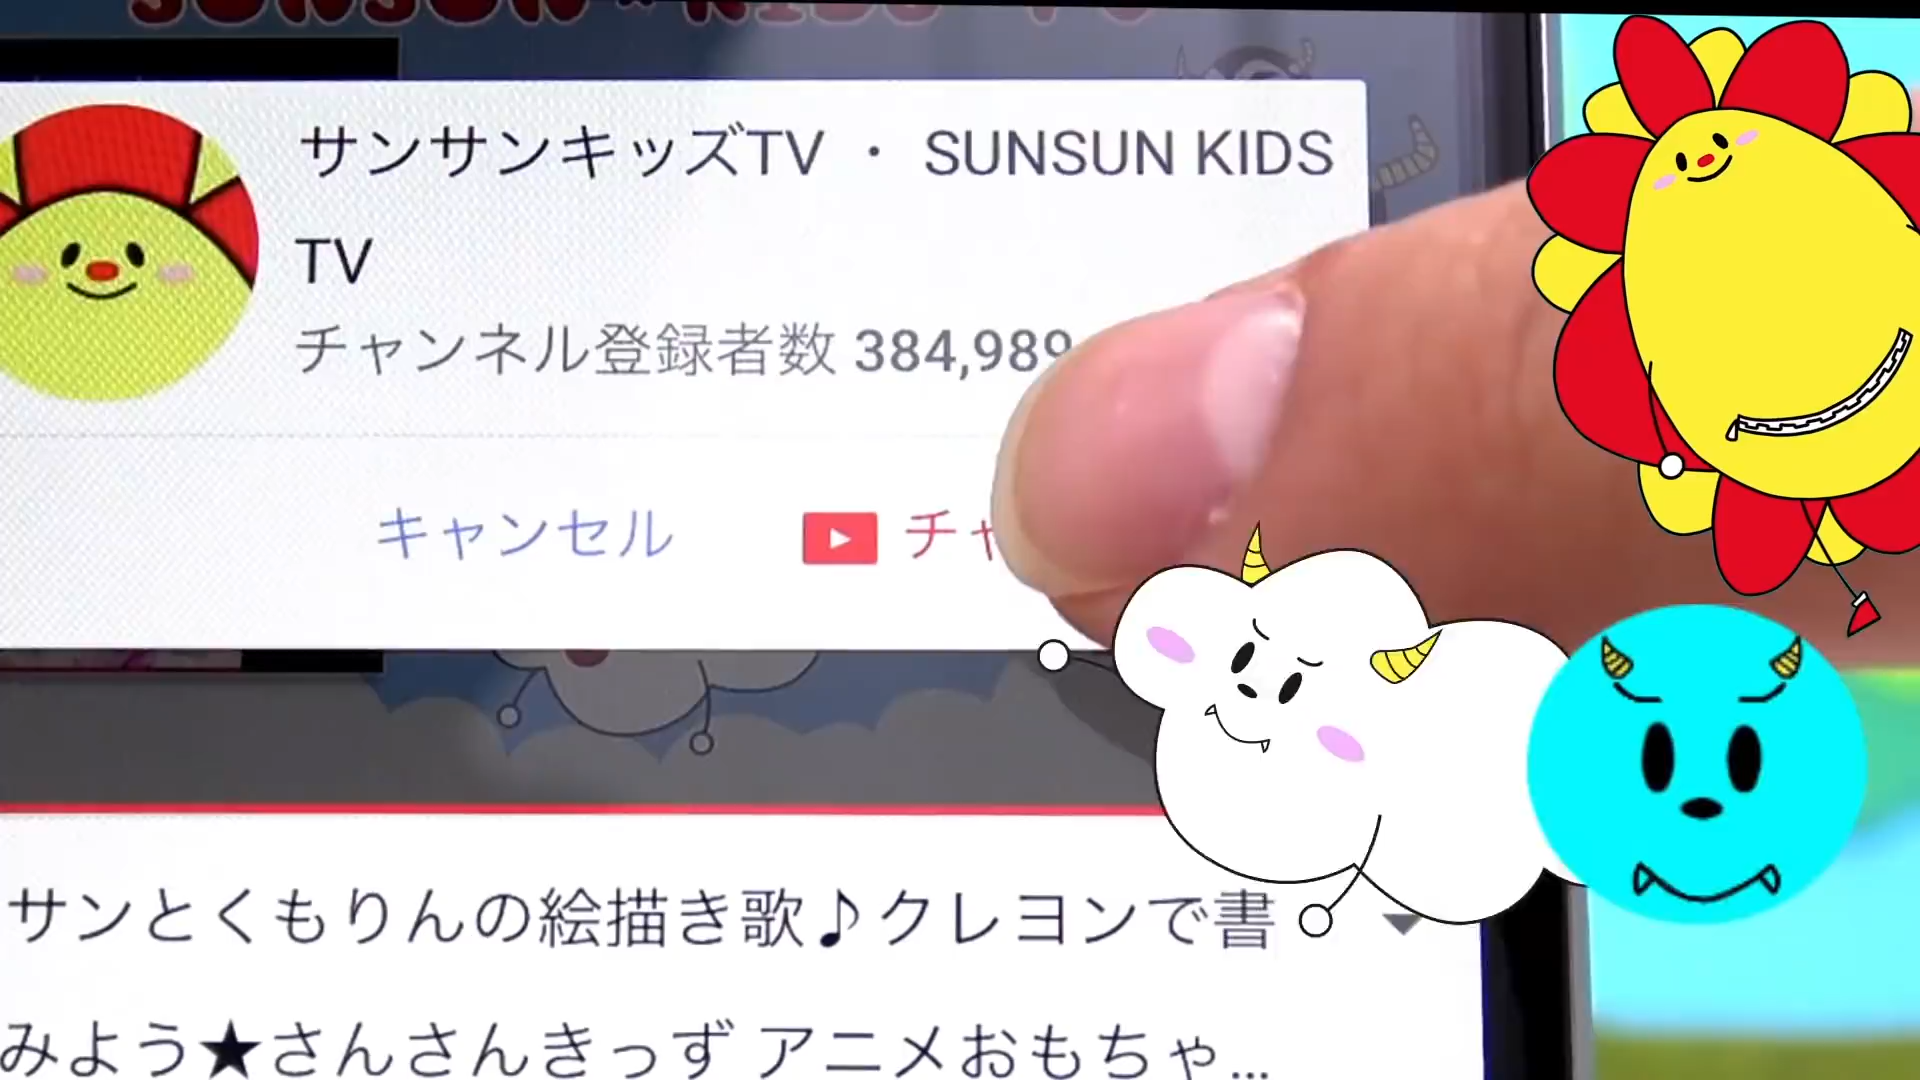 サンサンキッズTV ・ SUNSUN KIDS
TV
チャンネル登録者数 384,989
キャンセル
チャ
サンとくもりんの絵描き歌♪クレヨンで書
みよう★さんさんきっず アニメおもちゃ...